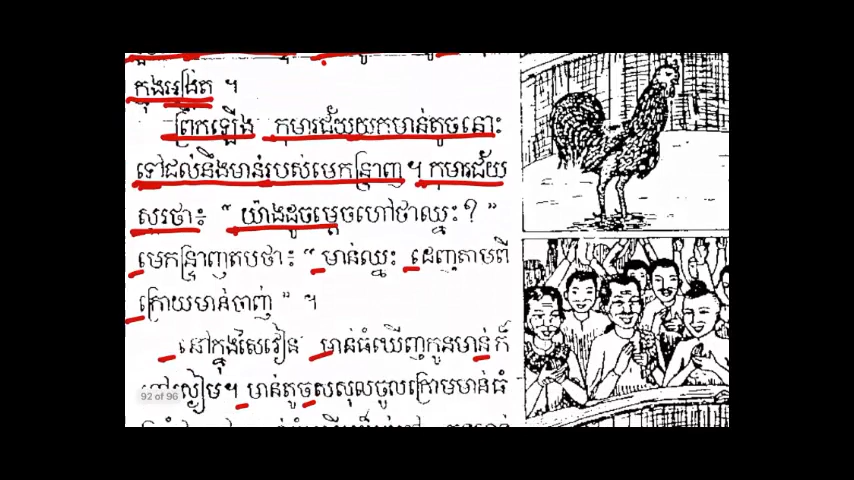 ក្នុងអង្រែត ។
ព្រឹកឡើង កុមារជ័យយកមាន់តូចនោះ
ទៅដល់នឹងមាន់របស់មេកន្ទ្រាញ។ កុមារជ័យ
សួរថា៖ “ យ៉ាងដូចម្ដេចហៅថាឈ្នះ ? ”
មេកន្ទ្រាញតបថា៖ “ មាន់ឈ្នះ ដេញតាមពី
ក្រោយមាន់ចាញ់ ” ។
នៅក្នុងសៃវៀន មាន់ធំឃើញកូនមាន់ ក៏
ស្ងៀម។ មាន់តូចសសុលចូលក្រោមមាន់ធំ
92 of 96